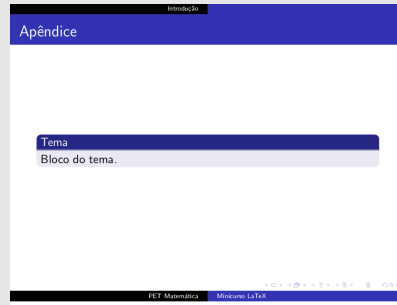 Introdução
Apêndice
Tema
Bloco do tema.
PET Matemática Minicurso LaTeX